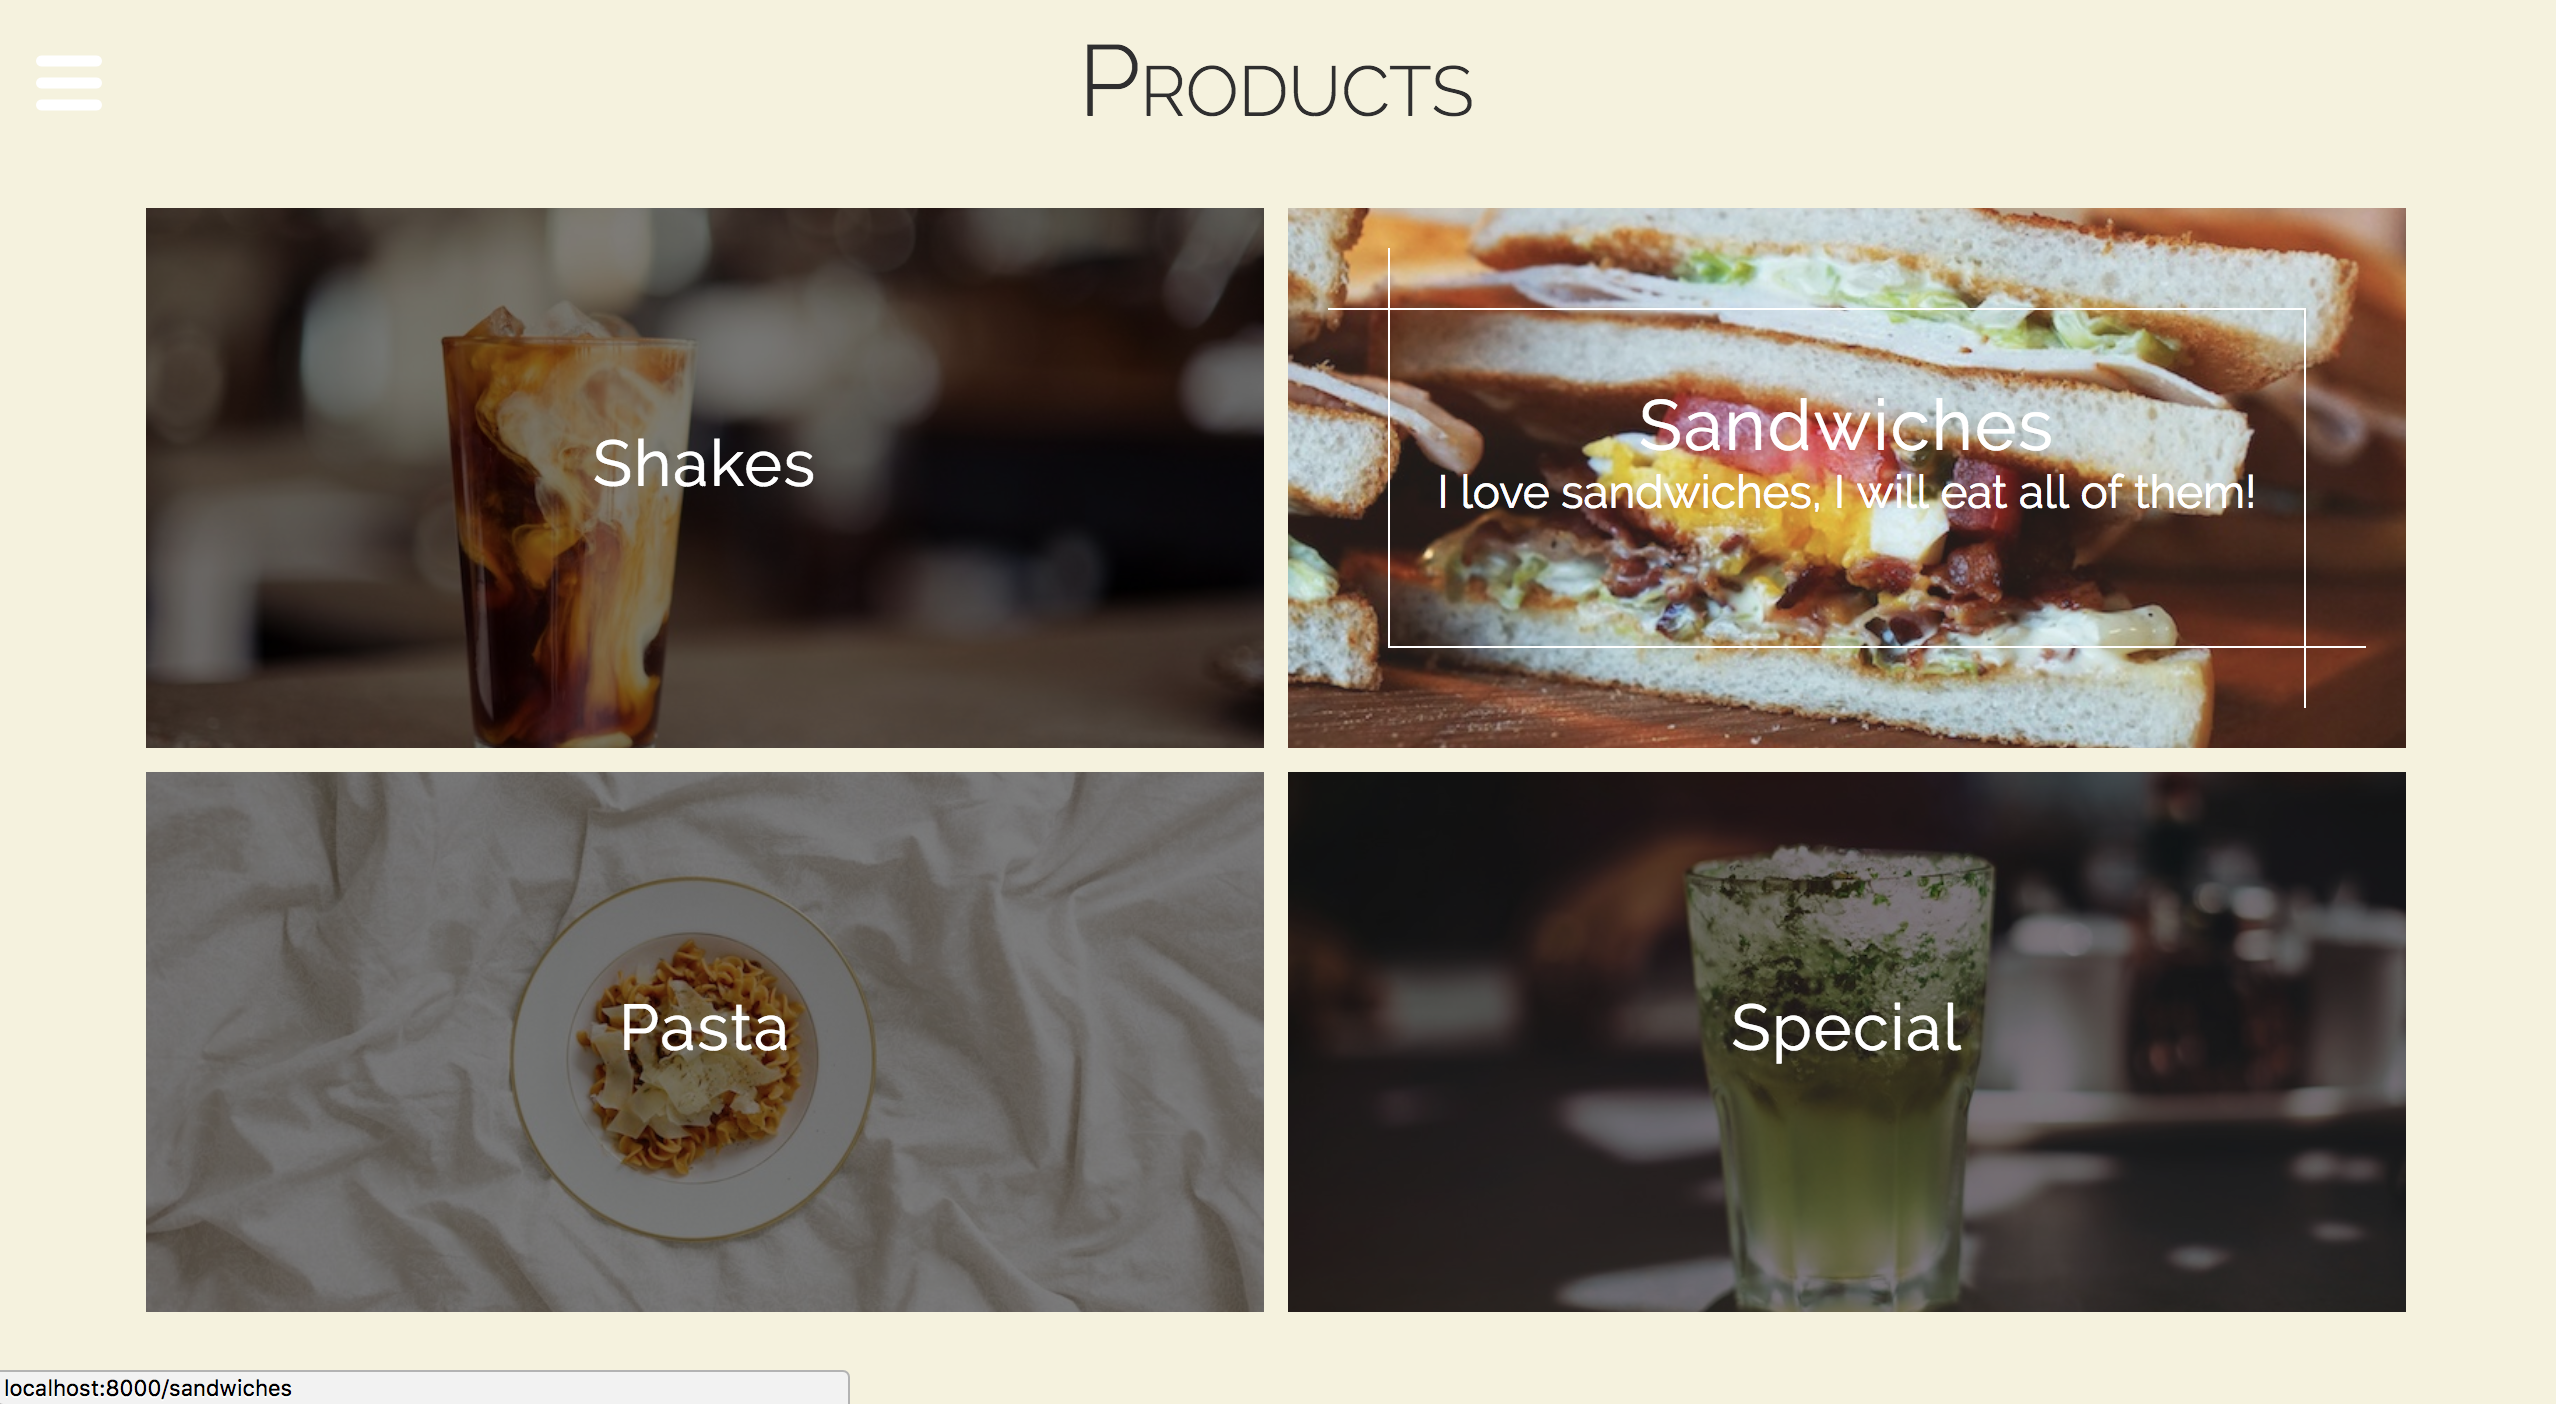 Products
Shakes
Sandwiches
I love sandwiches, I will eat all of them!
Pasta
Special
localhost:8000/sandwiches